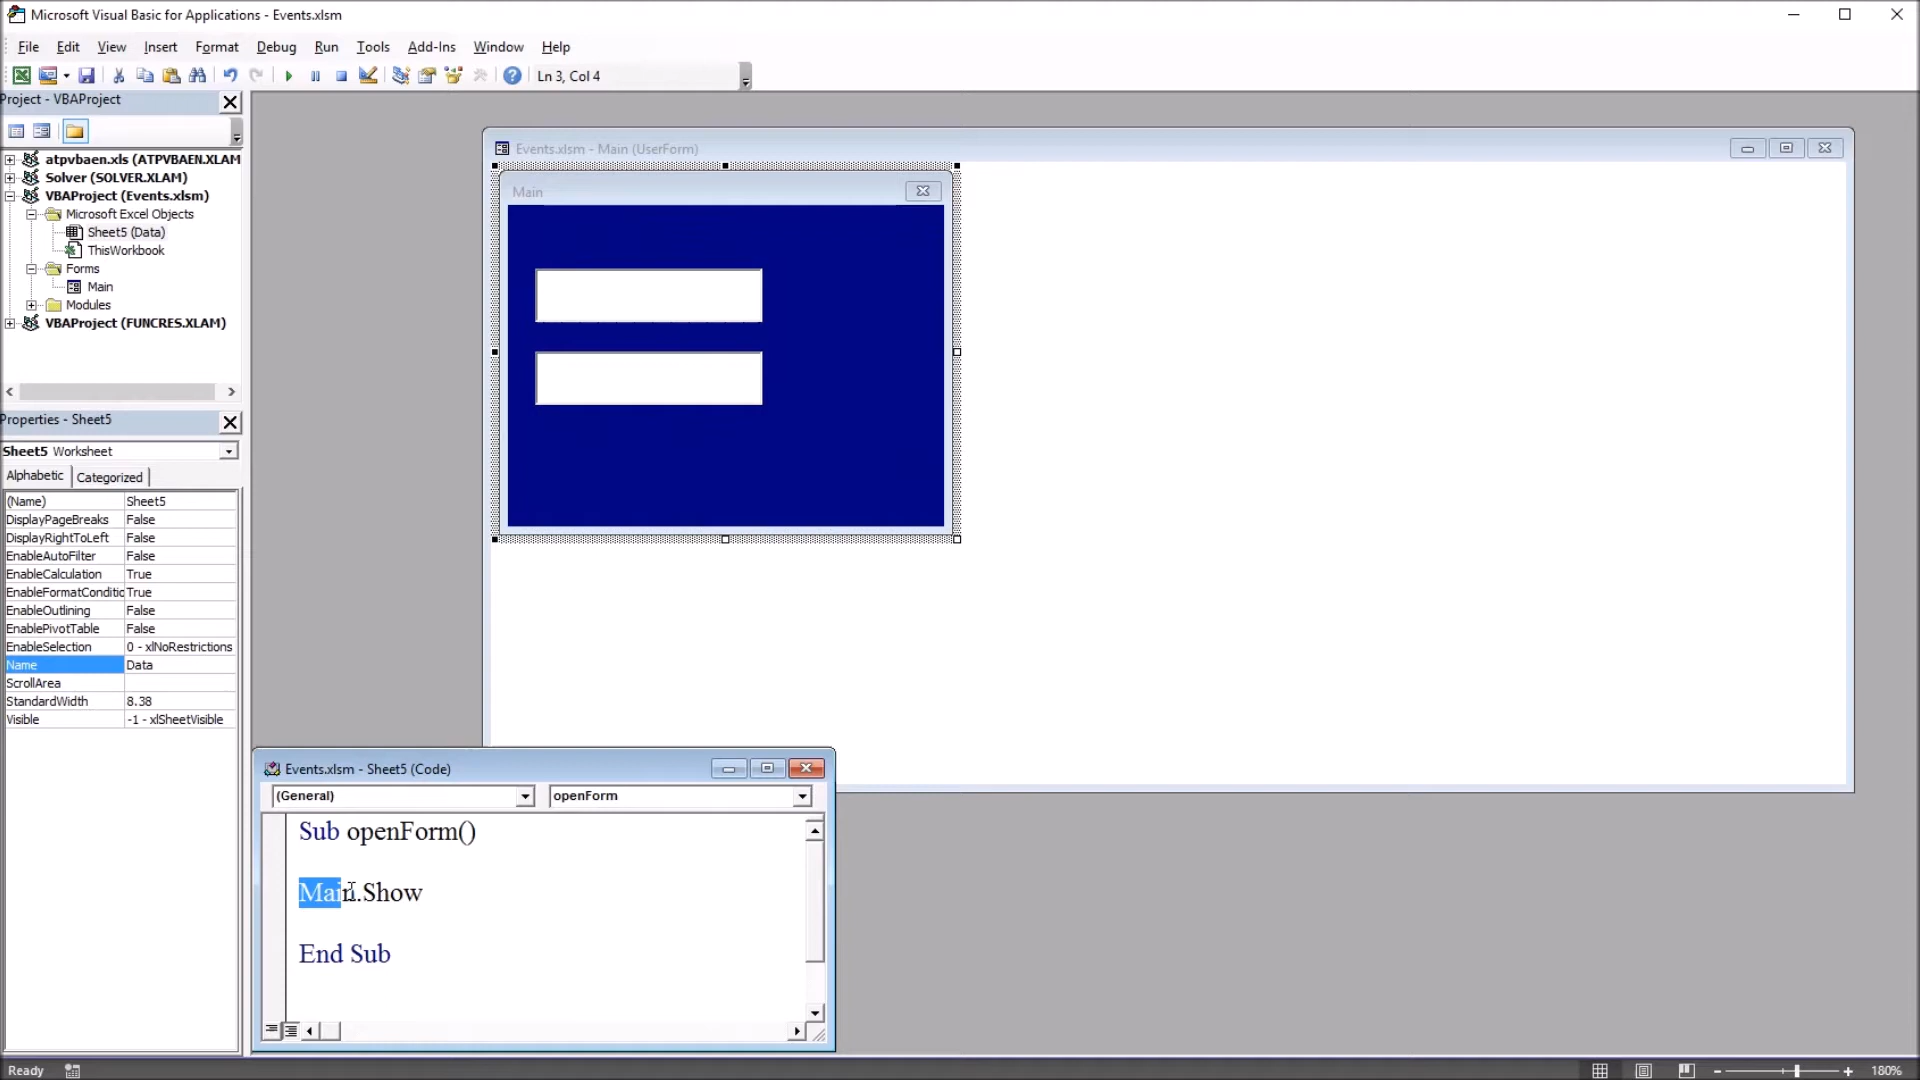 Microsoft Visual Basic for Applications - Events.xlsm
File Edit View Insert Format Debug Run Tools Add-Ins Window Help
Ln 3, Col 4
Project - VBAProject
atpvbaen.xls (ATPVBAEN.XLAM
Solver (SOLVER.XLAM)
VBAProject (Events.xlsm)
Microsoft Excel Objects
Sheet5 (Data)
ThisWorkbook
Forms
Main
Modules
VBAProject (FUNCRES.XLAM)
Properties - Sheet5
Sheet5 Worksheet
Alphabetic Categorized
(Name) Sheet5
DisplayPageBreaks False
DisplayRightToLeft False
EnableAutoFilter False
EnableCalculation True
EnableFormatConditic True
EnableOutlining False
EnablePivotTable False
EnableSelection 0 - xlNoRestrictions
Name Data
ScrollArea
StandardWidth 8.38
Visible -1 - xlSheetVisible
Events.xlsm - Main (UserForm)
Main
Events.xlsm - Sheet5 (Code)
(General) openForm
Sub openForm()
Main.Show
End Sub
Ready 180%